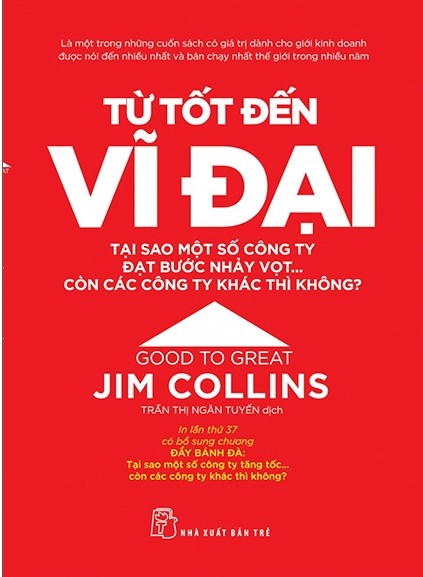 Là một trong những cuốn sách có giá trị dành cho giới kinh doanh
được nói đến nhiều nhất và bán chạy nhất thế giới trong nhiều năm
TỪ TỐT ĐẾN
VĨ ĐẠI
TẠI SAO MỘT SỐ CÔNG TY
ĐẠT BƯỚC NHẢY VỌT...
CÒN CÁC CÔNG TY KHÁC THÌ KHÔNG?
GOOD TO GREAT
JIM COLLINS
TRẦN THỊ NGÂN TUYẾN dịch
In lần thứ 37
có bổ sung chương
ĐẨY BÁNH ĐÀ:
Tại sao một số công ty tăng tốc...
còn các công ty khác thì không?
NHÀ XUẤT BẢN TRẺ